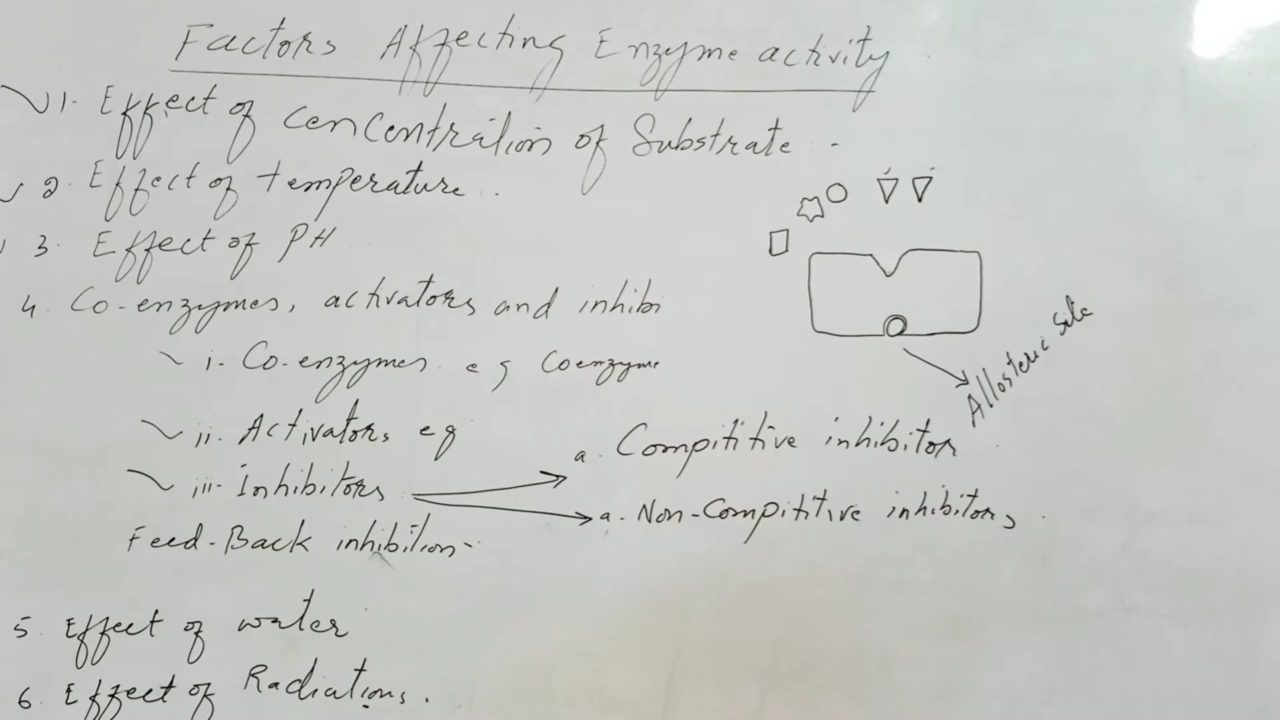 Factors Affecting Enzyme activity
1. Effect of Concentration of Substrate -
2. Effect of temperature..
3. Effect of PH
4. Co-enzymes, activators and inhibi
i. Co-enzymes. eg Coenzyme
ii. Activators eg
iii. Inhibitors
a. Compititive inhibitor
a. Non-Compititive inhibitors
Feed-Back inhibition-
5. Effect of water
6. Effect of Radiations.
Allosteric Site